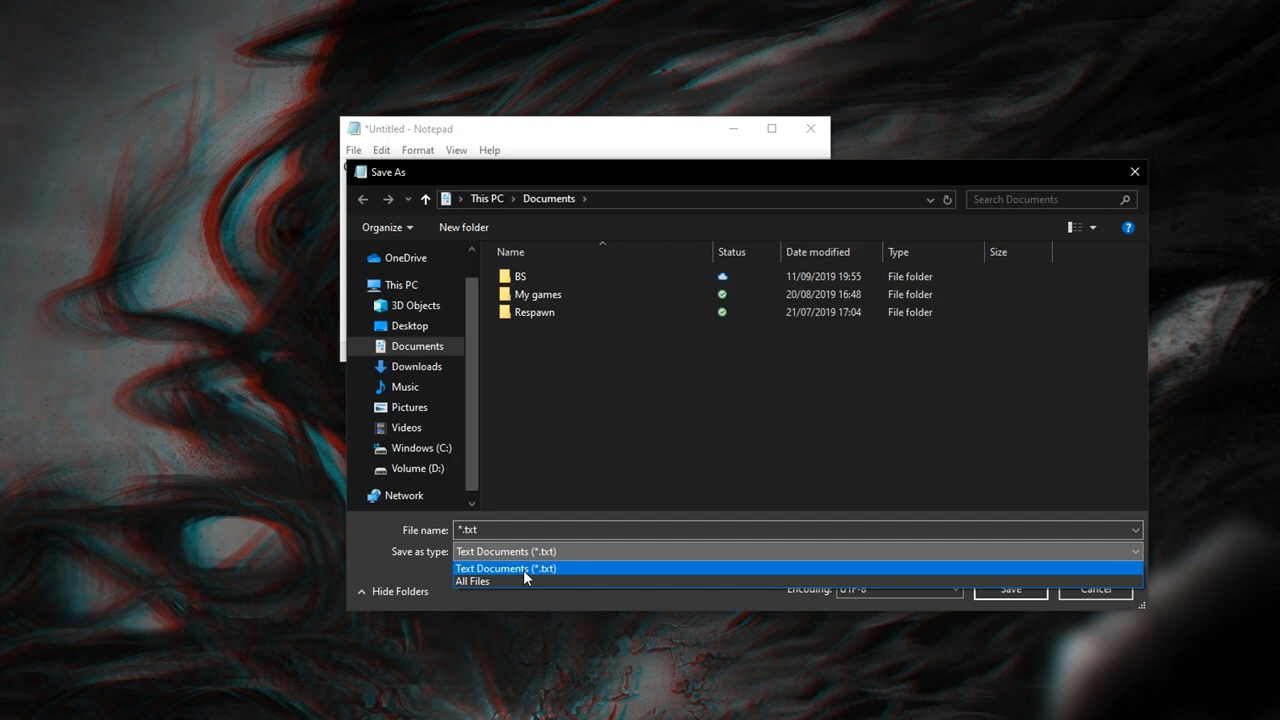 *Untitled - Notepad
File Edit Format View Help
Save As
This PC Documents
Search Documents
Organize New folder
Name Status Date modified Type Size
OneDrive
This PC
3D Objects
Desktop
Documents
Downloads
Music
Pictures
Videos
Windows (C:)
Volume (D:)
Network
BS 11/09/2019 19:55 File folder
My games 20/08/2019 16:48 File folder
Respawn 21/07/2019 17:04 File folder
File name: *.txt
Save as type: Text Documents (*.txt)
Text Documents (*.txt)
All Files
Hide Folders
Encoding: UTF-8 Save Cancel